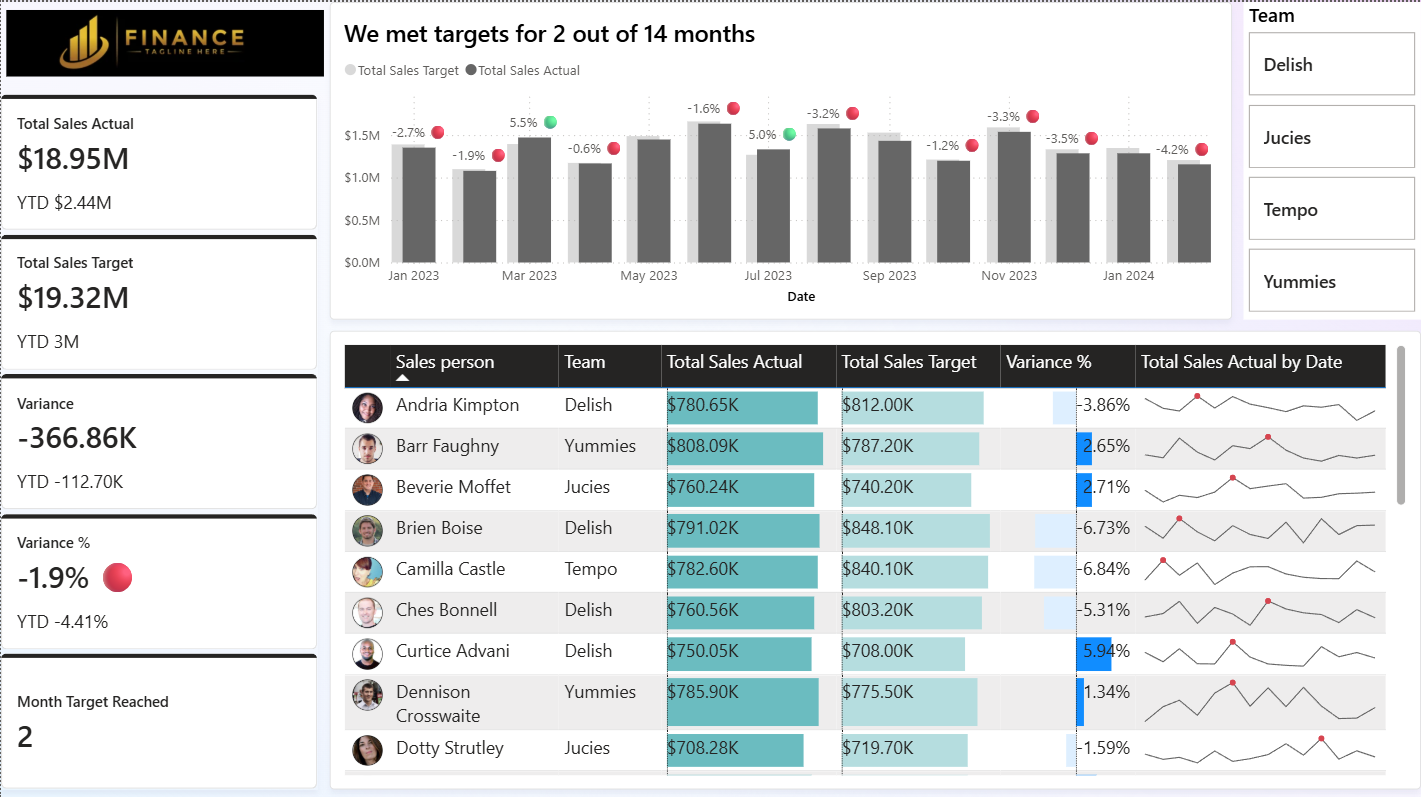 FINANCE
TAGLINE HERE
Total Sales Actual
$18.95M
YTD $2.44M
Total Sales Target
$19.32M
YTD 3M
Variance
-366.86K
YTD -112.70K
Variance %
-1.9%
YTD -4.41%
Month Target Reached
2
We met targets for 2 out of 14 months
Total Sales Target Total Sales Actual
$1.5M
$1.0M
$0.5M
$0.0M
-2.7% -1.9% 5.5% -0.6% -1.6% 5.0% -3.2% -1.2% -3.3% -3.5% -4.2%
Jan 2023 Mar 2023 May 2023 Jul 2023 Sep 2023 Nov 2023 Jan 2024
Date
Team
Delish
Jucies
Tempo
Yummies
Sales person Team Total Sales Actual Total Sales Target Variance % Total Sales Actual by Date
Andria Kimpton Delish $780.65K $812.00K -3.86%
Barr Faughny Yummies $808.09K $787.20K 2.65%
Beverie Moffet Jucies $760.24K $740.20K 2.71%
Brien Boise Delish $791.02K $848.10K -6.73%
Camilla Castle Tempo $782.60K $840.10K -6.84%
Ches Bonnell Delish $760.56K $803.20K -5.31%
Curtice Advani Delish $750.05K $708.00K 5.94%
Dennison Yummies $785.90K $775.50K 1.34%
Crosswaite
Dotty Strutley Jucies $708.28K $719.70K -1.59%